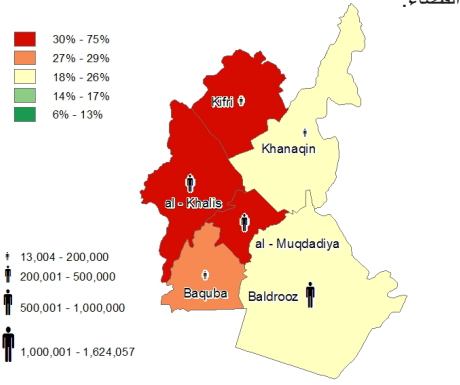 القضاء.
30% - 75%
27% - 29%
18% - 26%
14% - 17%
6% - 13%
Kifri
Khanaqin
al - Khalis
al - Muqdadiya
Baquba
Baldrooz
13,004 - 200,000
200,001 - 500,000
500,001 - 1,000,000
1,000,001 - 1,624,057